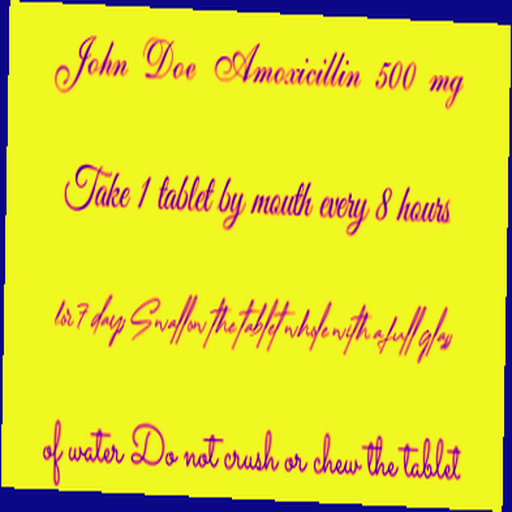 John Doe Amoxicillin 500 mg
Take 1 tablet by mouth every 8 hours
for 7 days Swallow the tablet whole with a full glass
of water Do not crush or chew the tablet